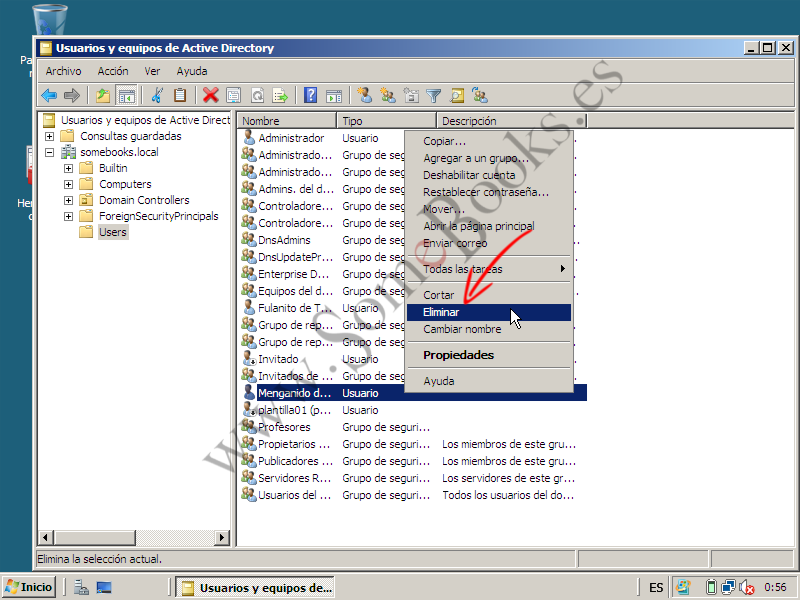 Pa
Usuarios y equipos de Active Directory
Archivo Acción Ver Ayuda
Usuarios y equipos de Active Direct
Consultas guardadas
somebooks.local
Builtin
Computers
Domain Controllers
ForeignSecurityPrincipals
Users
Her
Nombre Tipo Descripción
Administrador Usuario
Administrado... Grupo de seg
Administrado... Grupo de seg
Admins. del d... Grupo de seg
Controladore... Grupo de seg
Controladore... Grupo de seg
DnsAdmins Grupo de seg
DnsUpdatePr... Grupo de seg
Enterprise D... Grupo de seg
Equipos del d... Grupo de seg
Fulanito de T... Usuario
Grupo de rep... Grupo de seg
Grupo de rep... Grupo de seg
Invitado Usuario
Invitados de ... Grupo de seg
Menganido d... Usuario
plantilla01 (p... Usuario
Profesores Grupo de seguri...
Propietarios ... Grupo de seguri... Los miembros de este gru...
Publicadores ... Grupo de seguri... Los miembros de este gru...
Servidores R... Grupo de seguri... Los servidores de este gr...
Usuarios del ... Grupo de seguri... Todos los usuarios del do...
Copiar...
Agregar a un grupo...
Deshabilitar cuenta
Restablecer contraseña...
Mover...
Abrir la página principal
Enviar correo
Todas las tareas
Cortar
Eliminar
Cambiar nombre
Propiedades
Ayuda
www.SomeBooks.es
Elimina la selección actual.
Inicio Usuarios y equipos de... ES 0:56